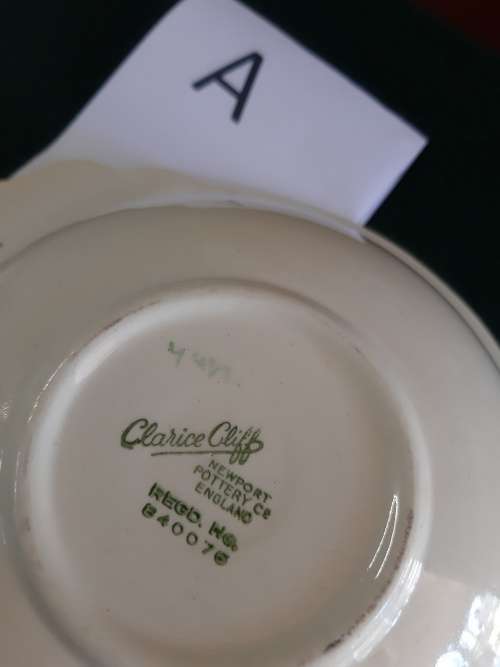 A
Clarice Cliff
NEWPORT
POTTERY Co
ENGLAND
REGD. No.
840076